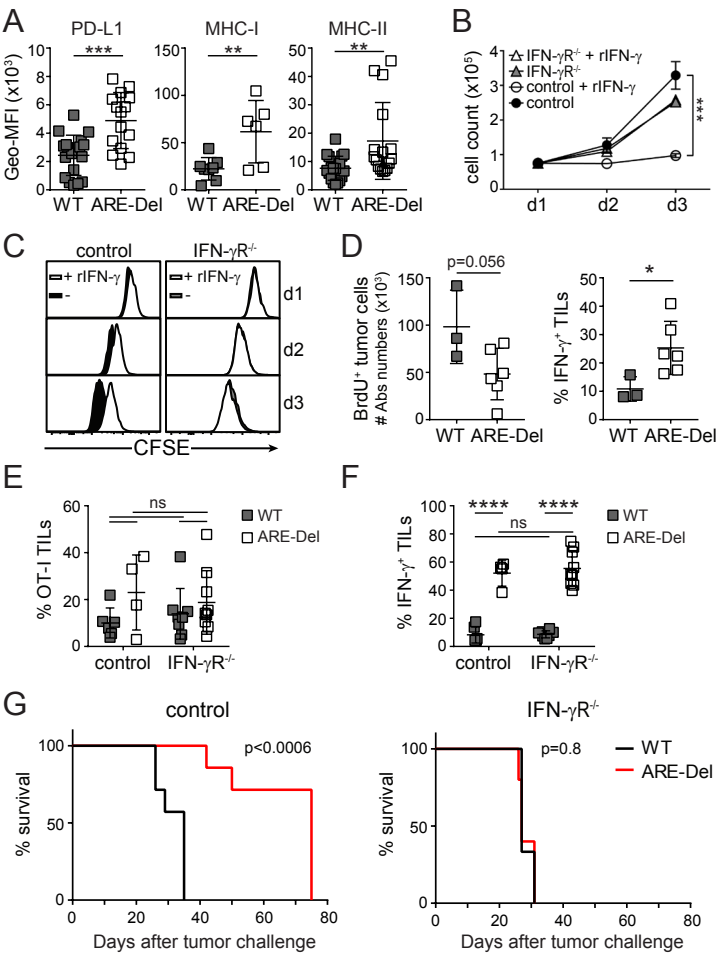 A
PD-L1
MHC-I
MHC-II
***
**
**
Geo-MFI (x10³)
8
6
4
2
0
150
100
50
0
50
40
30
20
10
0
WT ARE-Del
WT ARE-Del
WT ARE-Del
B
IFN-γR-/- + rIFN-γ
IFN-γR-/-
control + rIFN-γ
control
cell count (x10⁵)
4
3
2
1
0
d1
d2
d3
***
C
control
IFN-γR-/-
+ rIFN-γ
-
+ rIFN-γ
-
d1
d2
d3
CFSE
D
p=0.056
BrdU⁺ tumor cells
# Abs numbers (x10³)
150
100
50
0
WT
ARE-Del
*
% IFN-γ⁺ TILs
50
40
30
20
10
0
WT
ARE-Del
E
ns
WT
ARE-Del
% OT-I TILs
60
40
20
0
control
IFN-γR-/-
F
****
****
ns
WT
ARE-Del
% IFN-γ⁺ TILs
100
80
60
40
20
0
control
IFN-γR-/-
G
control
p<0.0006
% survival
100
50
0
0 20 40 60 80
Days after tumor challenge
IFN-γR-/-
p=0.8
WT
ARE-Del
% survival
100
50
0
0 20 40 60 80
Days after tumor challenge